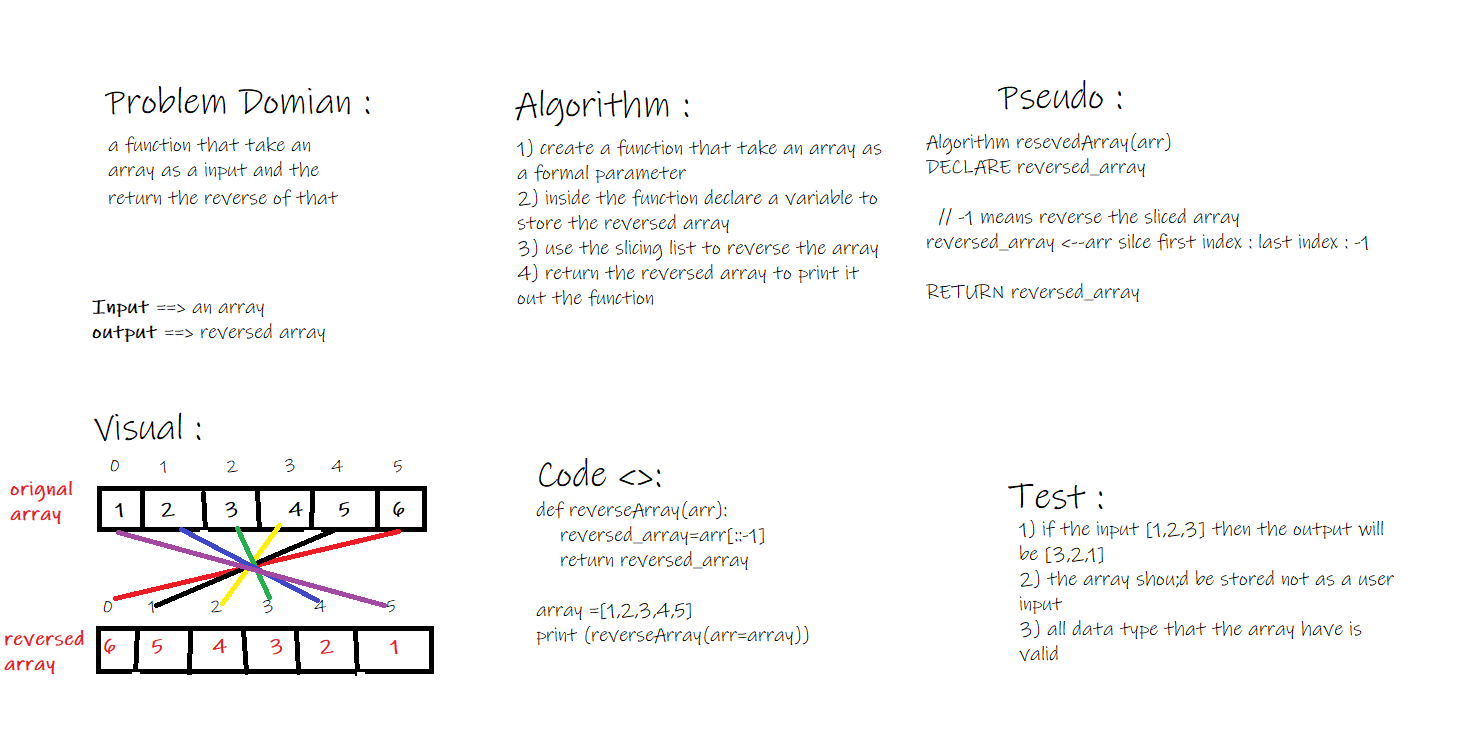 Problem Domian :
a function that take an
array as a input and the
return the reverse of that
Input ==> an array
output ==> reversed array
Algorithm :
1) create a function that take an array as
a formal parameter
2) inside the function declare a variable to
store the reversed array
3) use the slicing list to reverse the array
4) return the reversed array to print it
out the function
Pseudo :
Algorithm resevedArray(arr)
DECLARE reversed_array
// -1 means reverse the sliced array
reversed_array <--arr silce first index : last index : -1
RETURN reversed_array
Visual :
0 1 2 3 4 5
orignal
array
1 2 3 4 5 6
0 1 2 3 4 5
reversed
array
6 5 4 3 2 1
Code <>:
def reverseArray(arr):
reversed_array=arr[::-1]
return reversed_array
array =[1,2,3,4,5]
print (reverseArray(arr=array))
Test :
1) if the input [1,2,3] then the output will
be [3,2,1]
2) the array shou;d be stored not as a user
input
3) all data type that the array have is
valid